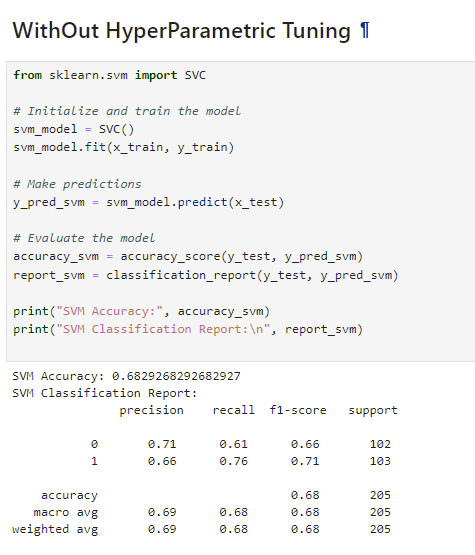 WithOut HyperParametric Tuning ¶
from sklearn.svm import SVC
# Initialize and train the model
svm_model = SVC()
svm_model.fit(x_train, y_train)
# Make predictions
y_pred_svm = svm_model.predict(x_test)
# Evaluate the model
accuracy_svm = accuracy_score(y_test, y_pred_svm)
report_svm = classification_report(y_test, y_pred_svm)
print("SVM Accuracy:", accuracy_svm)
print("SVM Classification Report:\n", report_svm)
SVM Accuracy: 0.6829268292682927
SVM Classification Report:
precision recall f1-score support
0 0.71 0.61 0.66 102
1 0.66 0.76 0.71 103
accuracy 0.68 205
macro avg 0.69 0.68 0.68 205
weighted avg 0.69 0.68 0.68 205